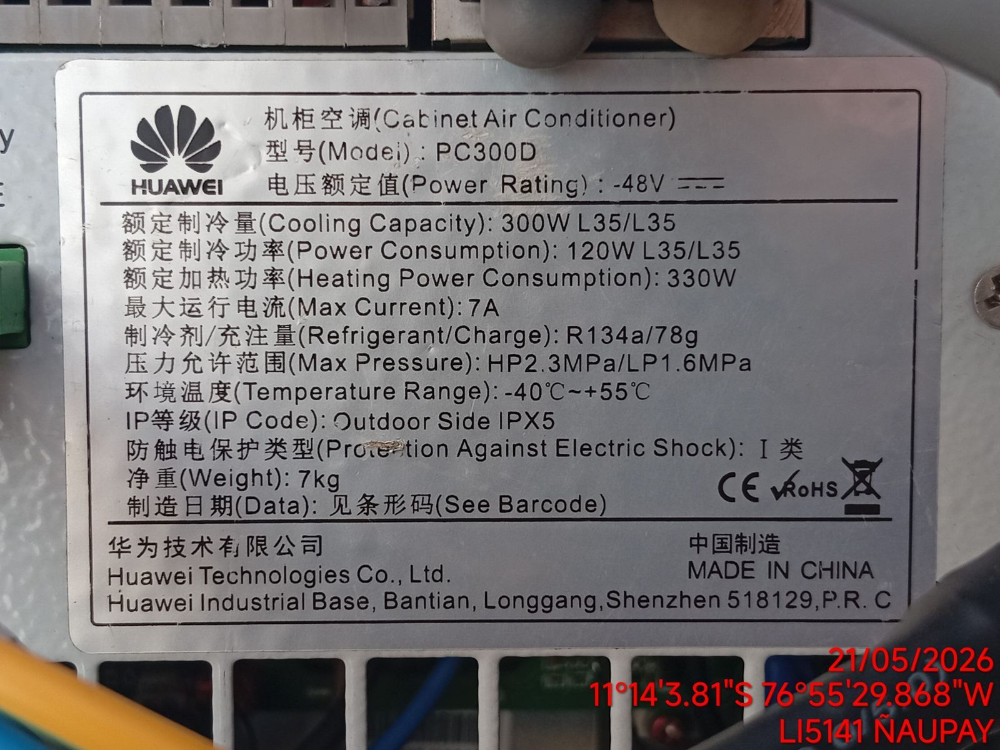 y
E
HUAWEI
机柜空调(Cabinet Air Conditioner)
型号(Model) : PC300D
电压额定值(Power Rating) : -48V
额定制冷量(Cooling Capacity): 300W L35/L35
额定制冷功率(Power Consumption): 120W L35/L35
额定加热功率(Heating Power Consumption): 330W
最大运行电流(Max Current): 7A
制冷剂/充注量(Refrigerant/Charge): R134a/78g
压力允许范围(Max Pressure): HP2.3MPa/LP1.6MPa
环境温度(Temperature Range): -40℃~+55℃
IP等级(IP Code): Outdoor Side IPX5
防触电保护类型(Protection Against Electric Shock): I 类
净重(Weight): 7kg
制造日期(Data): 见条形码(See Barcode)
CE RoHS
华为技术有限公司
中国制造
Huawei Technologies Co., Ltd.
MADE IN CHINA
Huawei Industrial Base, Bantian, Longgang,Shenzhen 518129,P.R. C
21/05/2026
11°14'3.81"S 76°55'29.868"W
LI5141 ÑAUPAY